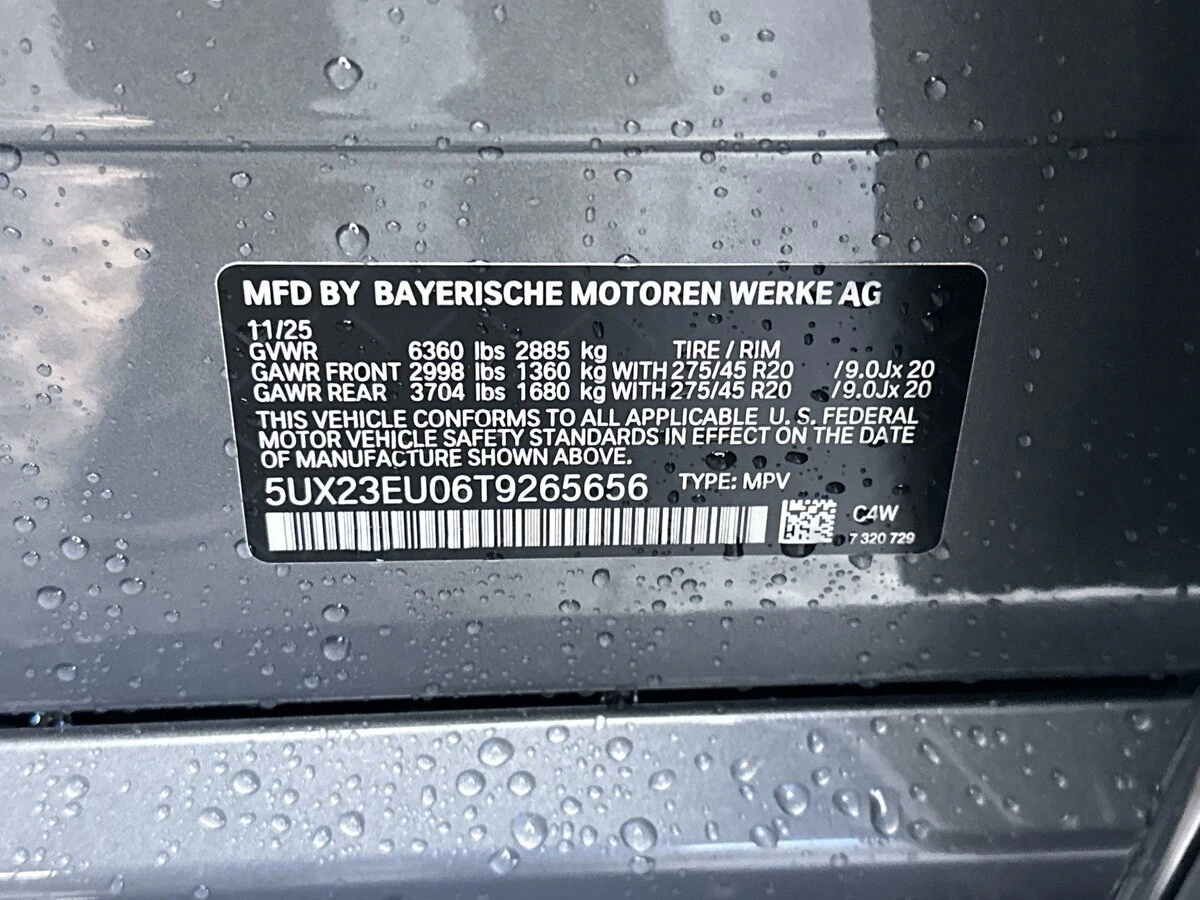 MFD BY BAYERISCHE MOTOREN WERKE AG
11/25
GVWR 6360 lbs 2885 kg TIRE / RIM
GAWR FRONT 2998 lbs 1360 kg WITH 275/45 R20 /9.0Jx 20
GAWR REAR 3704 lbs 1680 kg WITH 275/45 R20 /9.0Jx 20
THIS VEHICLE CONFORMS TO ALL APPLICABLE U. S. FEDERAL
MOTOR VEHICLE SAFETY STANDARDS IN EFFECT ON THE DATE
OF MANUFACTURE SHOWN ABOVE.
5UX23EU06T9265656 TYPE: MPV
C4W
7 320 729